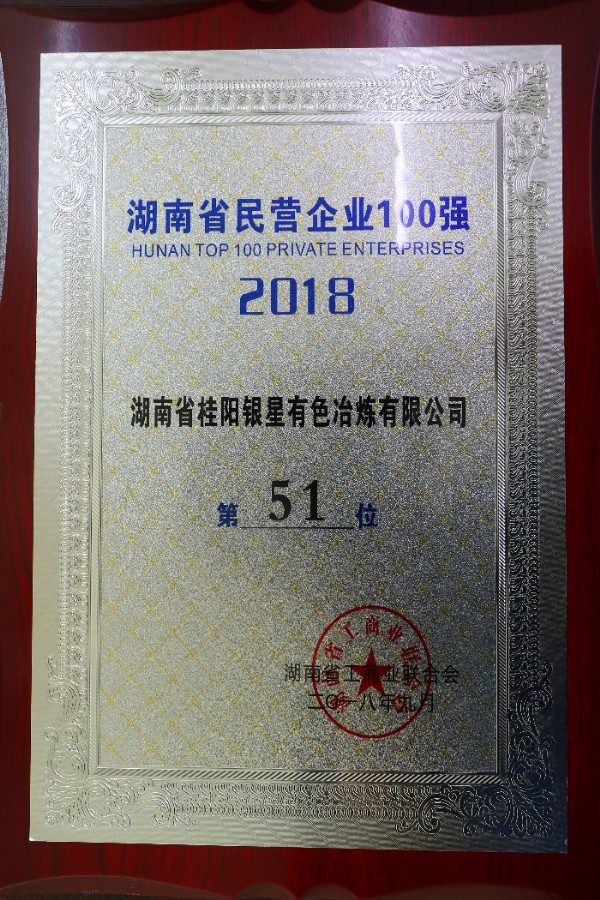 湖南省民营企业100强
HUNAN TOP 100 PRIVATE ENTERPRISES
2018
湖南省桂阳银星有色冶炼有限公司
第 51 位
湖南省工商业联合会
二〇一八年九月